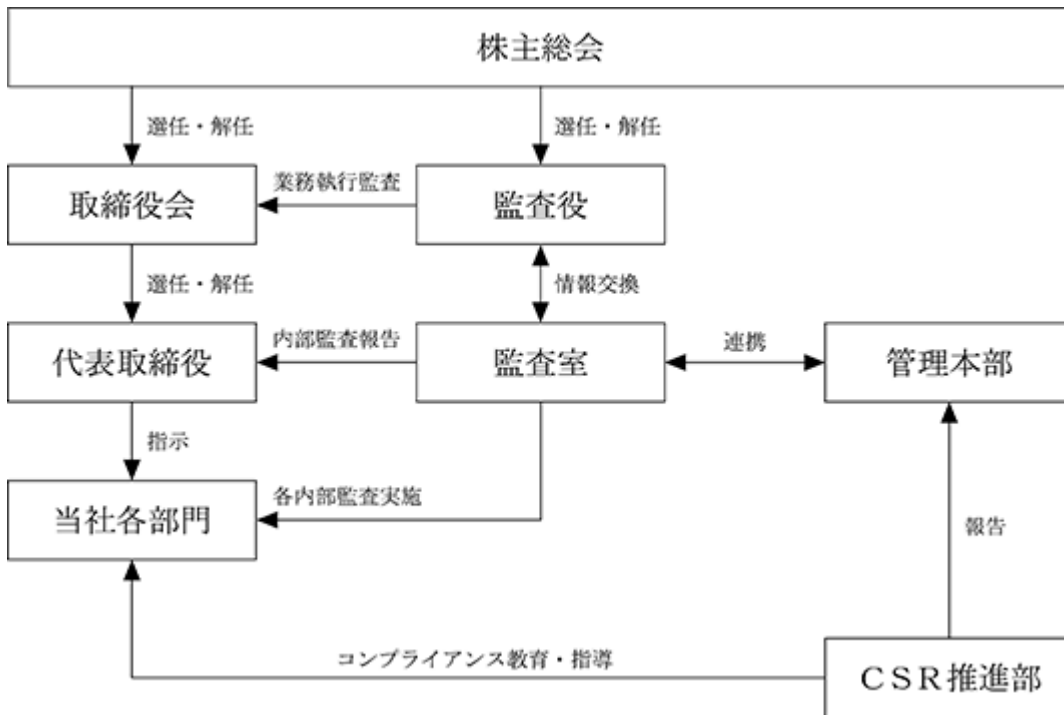 株主総会
選任・解任
選任・解任
取締役会
業務執行監査
監査役
選任・解任
情報交換
代表取締役
内部監査報告
監査室
連携
管理本部
指示
当社各部門
各内部監査実施
報告
コンプライアンス教育・指導
CSR推進部